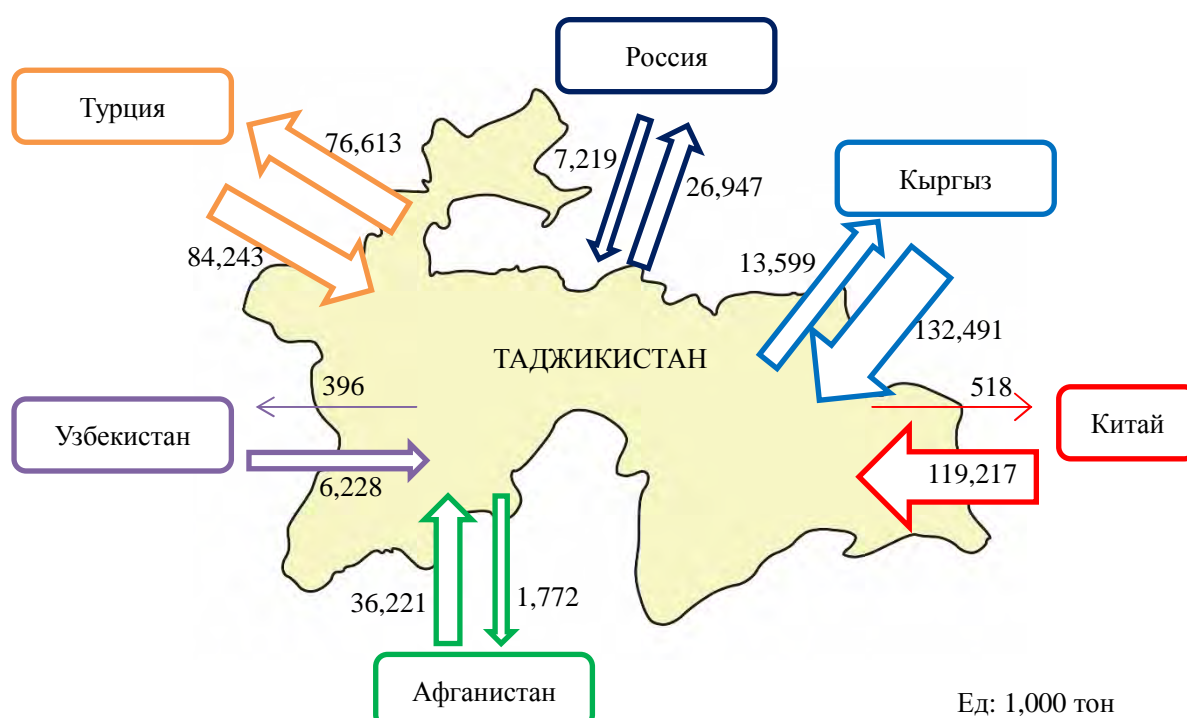 Россия
Турция
76,613
7,219
26,947
Кыргыз
84,243
13,599
132,491
ТАДЖИКИСТАН
396
518
Узбекистан
Китай
6,228
119,217
36,221
1,772
Афганистан
Ед: 1,000 тон